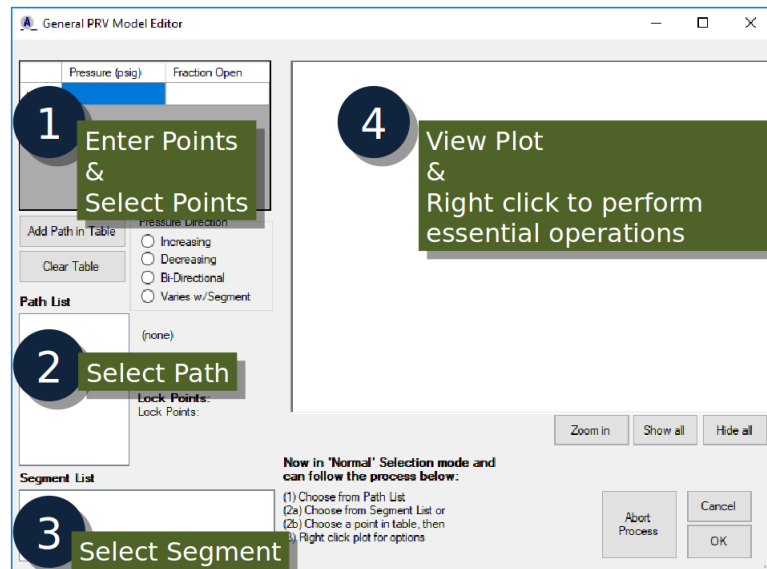 General PRV Model Editor
Pressure (psig) Fraction Open
1
Enter Points
&
Select Points
4
View Plot
&
Right click to perform
essential operations
Add Path in Table
Clear Table
Pressure Direction
Increasing
Decreasing
Bi-Directional
Varies w/Segment
Path List
(none)
2
Select Path
Lock Points:
Lock Points:
Zoom in Show all Hide all
Segment List
3
Select Segment
Now in 'Normal' Selection mode and
can follow the process below:
(1) Choose from Path List
(2a) Choose from Segment List or
(2b) Choose a point in table, then
(3) Right click plot for options
Abort
Process
Cancel
OK